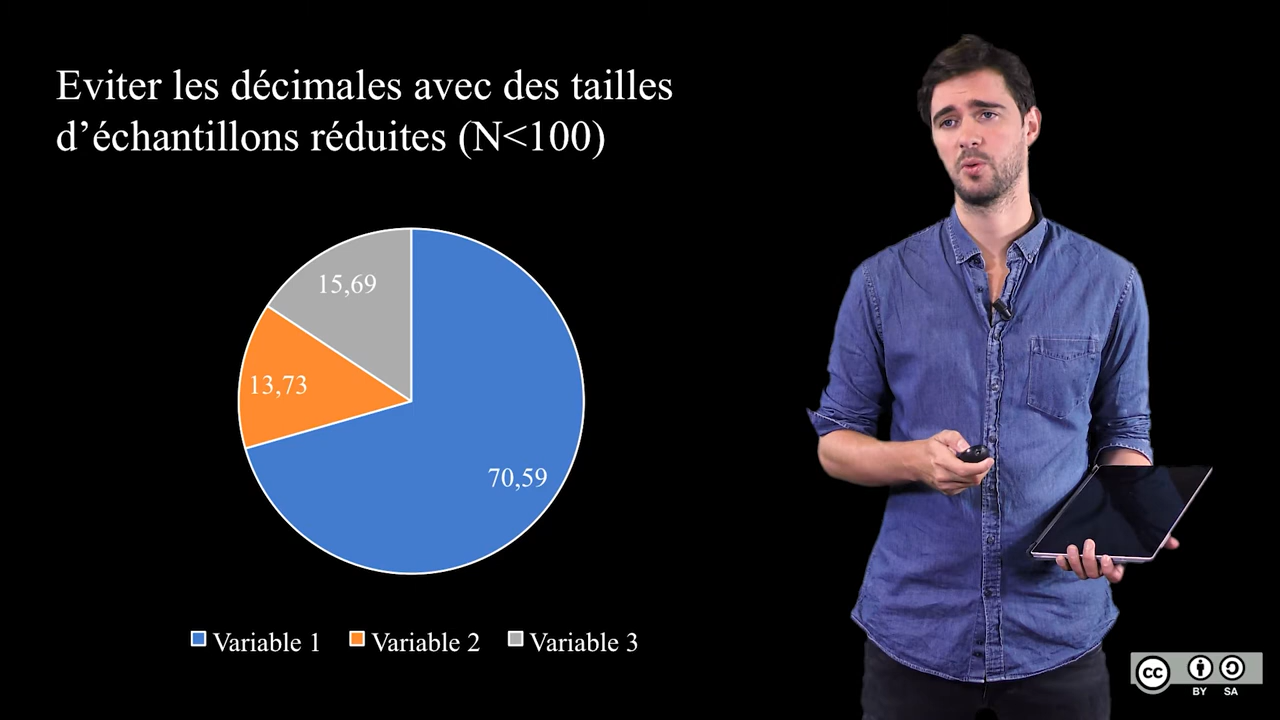 Eviter les décimales avec des tailles
d’échantillons réduites (N<100)
15,69
13,73
70,59
Variable 1 Variable 2 Variable 3
cc
BY SA